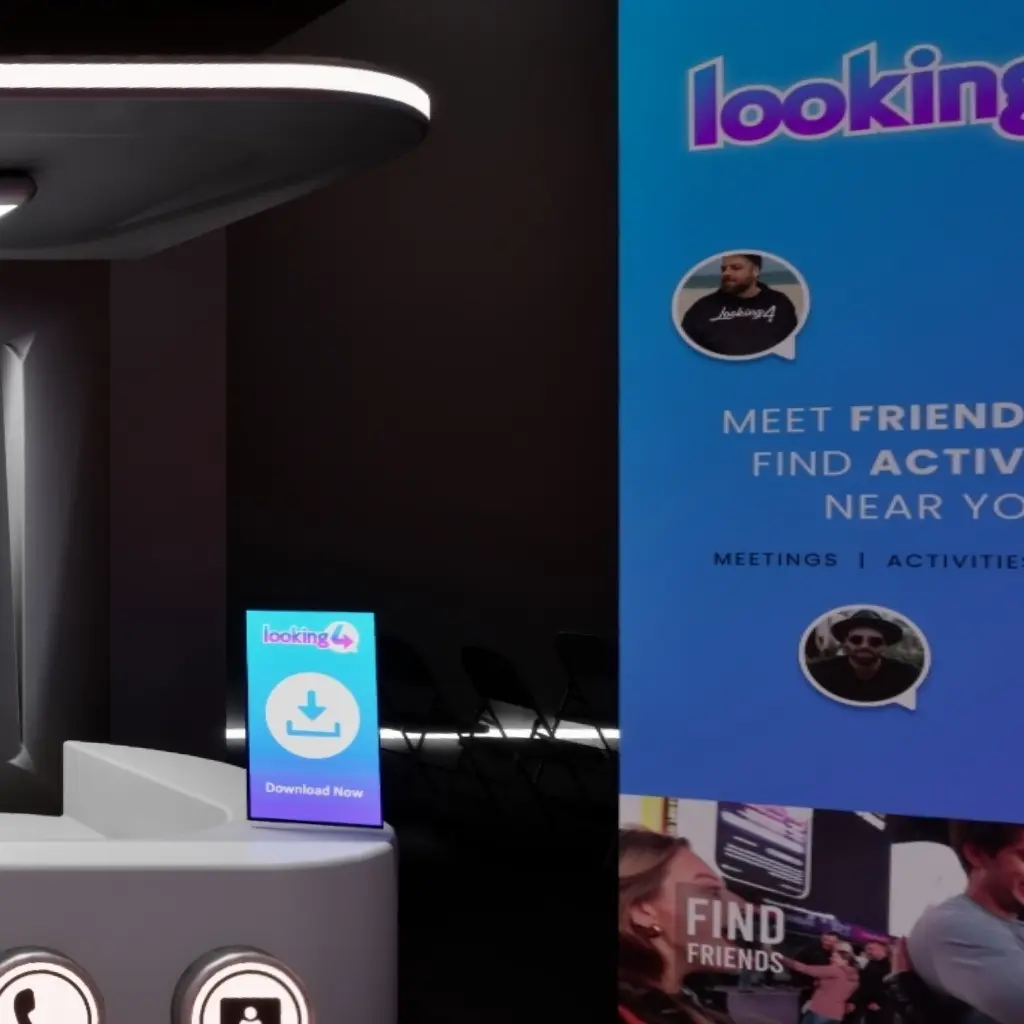 looking
Looking4
MEET FRIEND
FIND ACTIV
NEAR YO
MEETINGS | ACTIVITIES
looking4
Download Now
FIND
FRIENDS